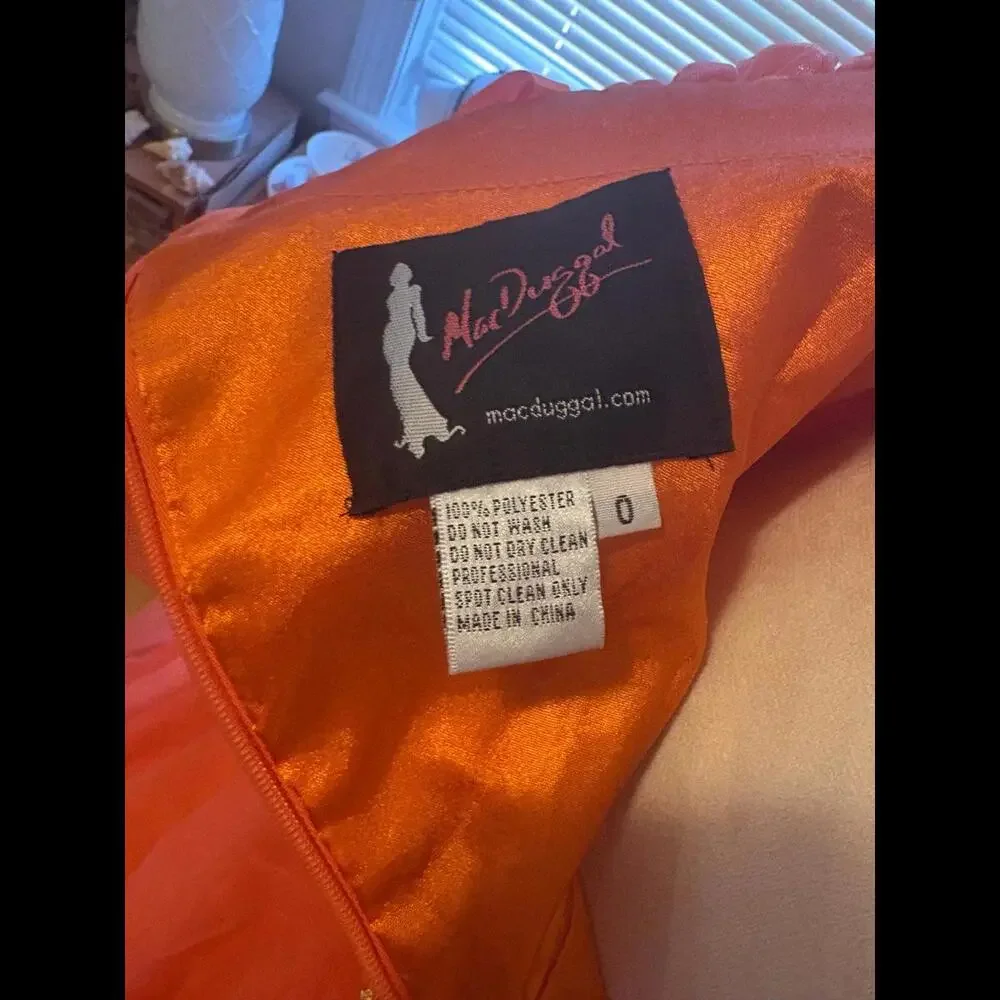 MacDuggal
macduggal.com
100% POLYESTER
DO NOT WASH
DO NOT DRY CLEAN
PROFESSIONAL
SPOT CLEAN ONLY
MADE IN CHINA
0